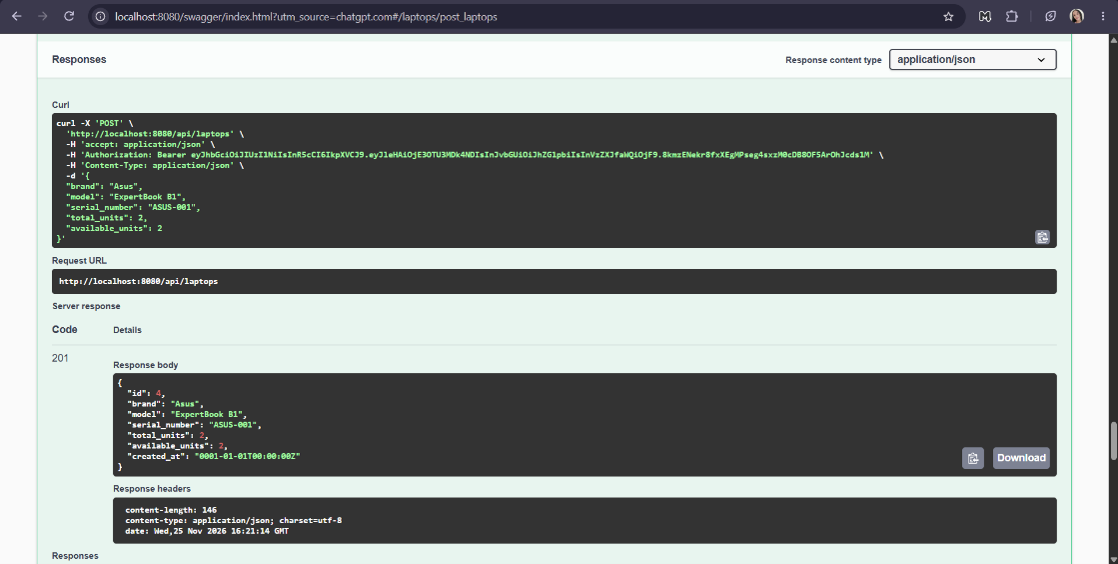 localhost:8080/swagger/index.html?utm_source=chatgpt.com#/laptops/post_laptops
Responses
Response content type
application/json
Curl
curl -X 'POST' \
'http://localhost:8080/api/laptops' \
-H 'accept: application/json' \
-H 'Authorization: Bearer \
-H 'Content-Type: application/json' \
-d '{
"brand": "Asus",
"model": "ExpertBook B1",
"serial_number": "ASUS-001",
"total_units": 2,
"available_units": 2
}'
Request URL
http://localhost:8080/api/laptops
Server response
Code Details
201
Response body
{
"id": 4,
"brand": "Asus",
"model": "ExpertBook B1",
"serial_number": "ASUS-001",
"total_units": 2,
"available_units": 2,
"created_at": "0001-01-01T00:00:00Z"
}
Download
Response headers
content-length: 146
content-type: application/json; charset=utf-8
date: Wed,25 Nov 2026 16:21:14 GMT
Responses